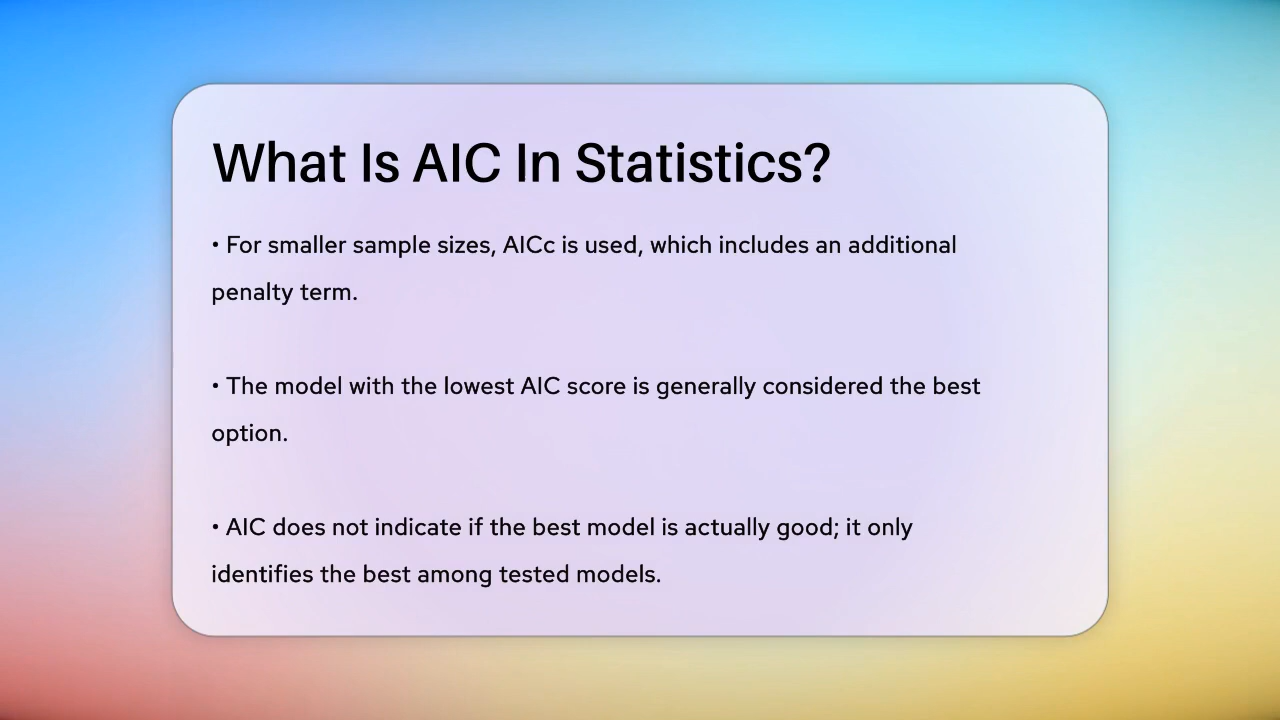 What Is AIC In Statistics?
• For smaller sample sizes, AICc is used, which includes an additional
penalty term.
• The model with the lowest AIC score is generally considered the best
option.
• AIC does not indicate if the best model is actually good; it only
identifies the best among tested models.